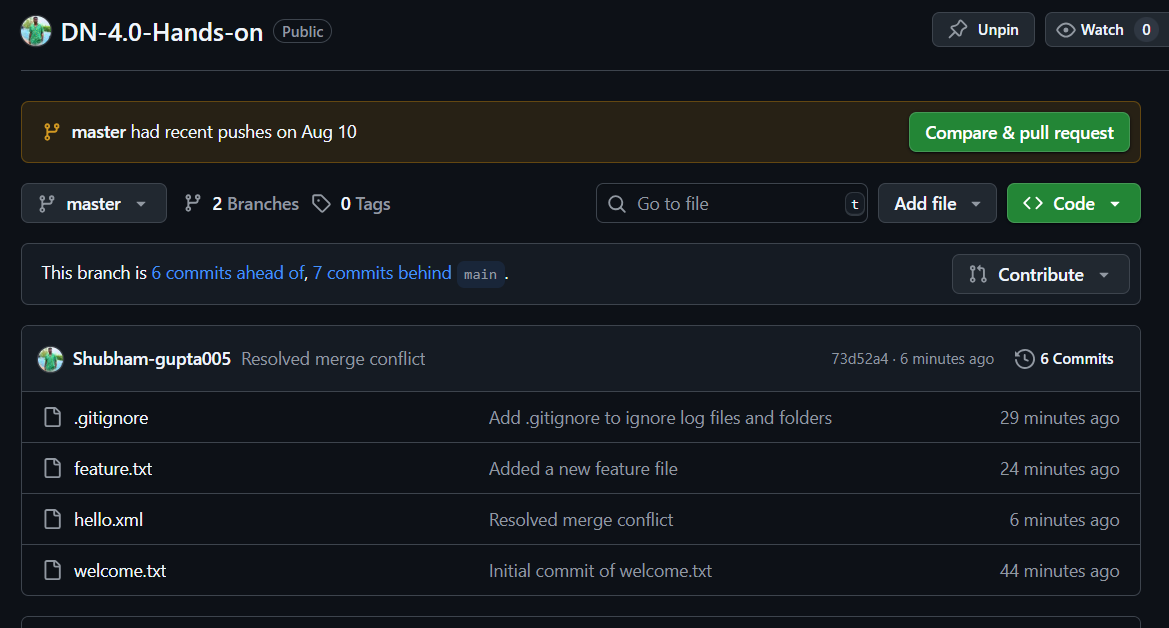 DN-4.0-Hands-on Public Unpin Watch 0
master had recent pushes on Aug 10 Compare & pull request
master 2 Branches 0 Tags Go to file t Add file Code
This branch is 6 commits ahead of, 7 commits behind main . Contribute
Shubham-gupta005 Resolved merge conflict 73d52a4 · 6 minutes ago 6 Commits
.gitignore Add .gitignore to ignore log files and folders 29 minutes ago
feature.txt Added a new feature file 24 minutes ago
hello.xml Resolved merge conflict 6 minutes ago
welcome.txt Initial commit of welcome.txt 44 minutes ago